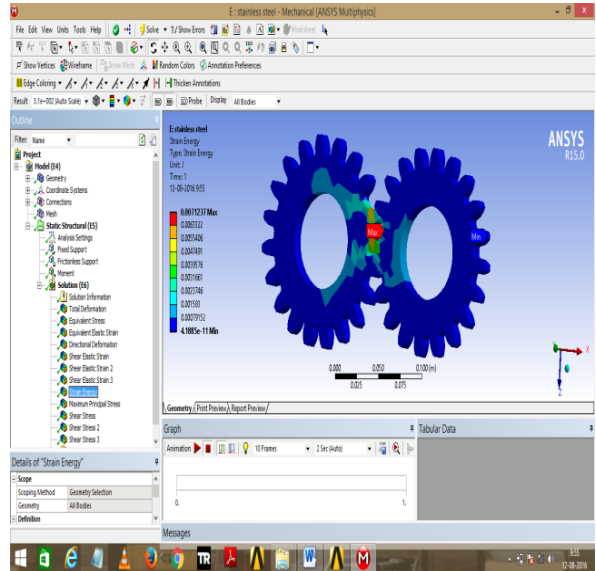 E : stainless steel - Mechanical [ANSYS Multiphysics]
File Edit View Units Tools Help Solve ?/ Show Errors Worksheet
Show Vertices Wireframe Show Mesh Random Colors Annotation Preferences
Edge Coloring Thicken Annotations
Result 3.1e+002 (Auto Scale) Probe Display All Bodies
Outline
Filter: Name
Project
Model (E4)
Geometry
Coordinate Systems
Connections
Mesh
Static Structural (E5)
Analysis Settings
Fixed Support
Frictionless Support
Moment
Solution (E6)
Solution Information
Total Deformation
Equivalent Stress
Equivalent Elastic Strain
Directional Deformation
Shear Elastic Strain
Shear Elastic Strain 2
Shear Elastic Strain 3
Strain Energy
Maximum Principal Stress
Shear Stress
Shear Stress 2
Shear Stress 3
Details of "Strain Energy"
Scope
Scoping Method Geometry Selection
Geometry All Bodies
Definition
E: stainless steel
Strain Energy
Type: Strain Energy
Unit: J
Time: 1
12-08-2016 9:55
0.0071237 Max
0.0063322
0.0055406
0.0047491
0.0039576
0.0031661
0.0023746
0.001583
0.00079152
4.1885e-11 Min
ANSYS
R15.0
Max
Min
0.000 0.050 0.100 (m)
0.025 0.075
X
Z
Geometry Print Preview Report Preview
Graph
Animation 10 Frames 2 Sec (Auto)
0. 1.
Tabular Data
Messages
TR
W
9:55
12-08-2016